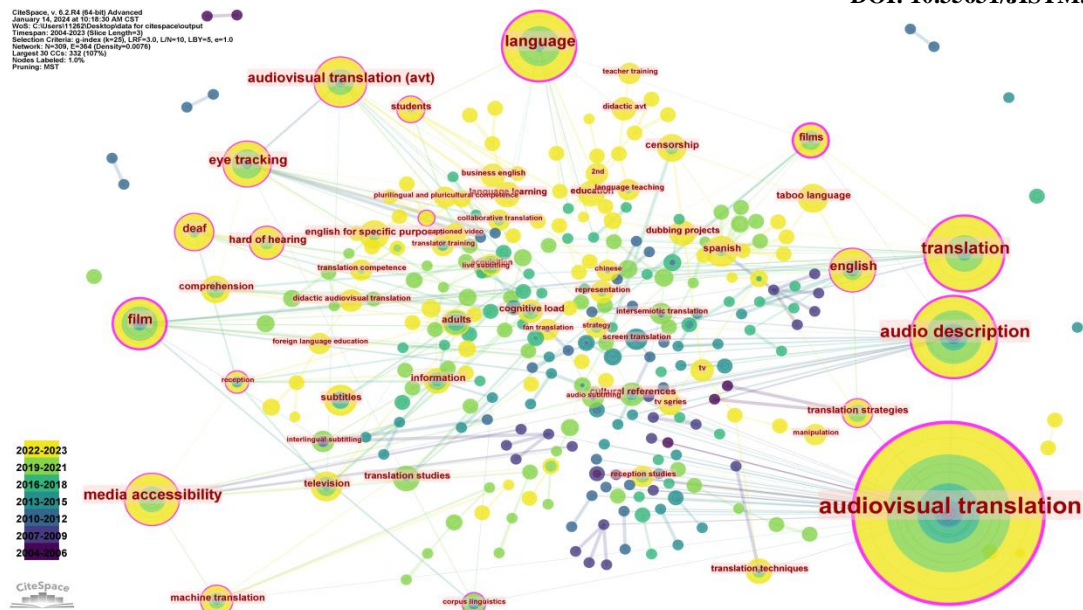 CiteSpace, v. 6.2.R4 (64-bit) Advanced
January 14, 2024 at 10:18:30 AM CST
WoS: C:\Users\11262\Desktop\data for citespace\output
Timespan: 2004-2023 (Slice Length=3)
Selection Criteria: g-index (k=25), LRF=3.0, L/N=10, LBY=5, e=1.0
Network: N=309, E=364 (Density=0.0076)
Largest 30 CCs: 332 (107%)
Nodes Labeled: 1.0%
Pruning: MST
language
audiovisual translation (avt)
teacher training
students
didactic avt
films
censorship
eye tracking
business english
2nd
language learning
education
language teaching
plurilingual and pluricultural competence
taboo language
collaborative translation
deaf
hard of hearing
english for specific purposes
translator training
dubbing projects
spanish
translation
live subtitling
chinese
english
translation competence
comprehension
representation
didactic audiovisual translation
cognitive load
intersemiotic translation
film
adults
fan translation
strategy
screen translation
audio description
foreign language education
tv
reception
information
cultural references
audio subtitling
tv series
subtitles
translation strategies
manipulation
interlingual subtitling
translation studies
reception studies
television
media accessibility
audiovisual translation
translation techniques
machine translation
corpus linguistics
2022-2023
2019-2021
2016-2018
2013-2015
2010-2012
2007-2009
2004-2006
CiteSpace